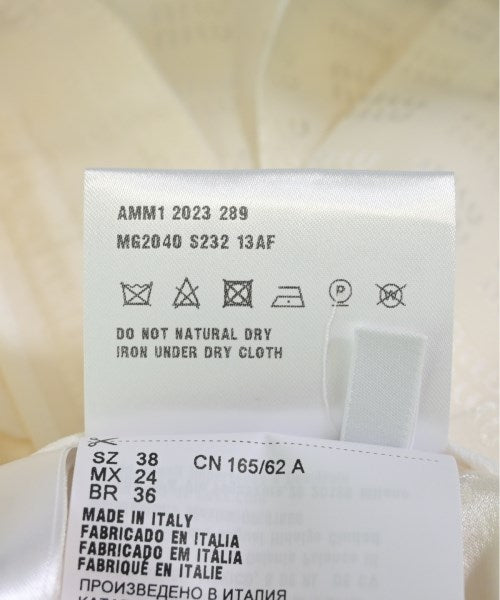 AMM1 2023 289
MG2040 S232 13AF
P
W
DO NOT NATURAL DRY
IRON UNDER DRY CLOTH
SZ 38 CN 165/62 A
MX 24
BR 36
MADE IN ITALY
FABRICADO EN ITALIA
FABRICADO EM ITÁLIA
FABRIQUÉ EN ITALIE
ПРОИЗВЕДЕНО В ИТАЛИЯ